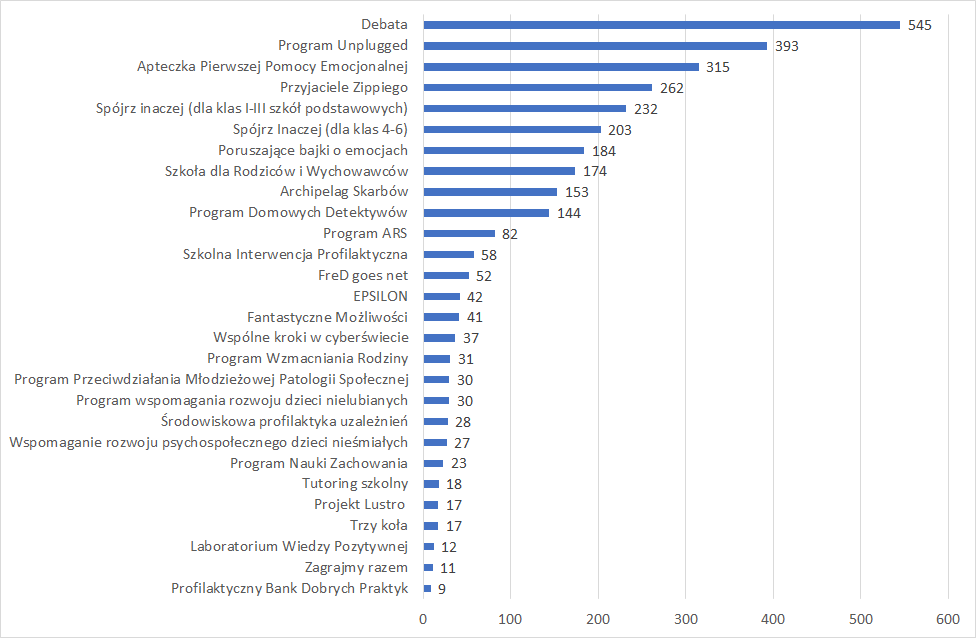 Debata 545
Program Unplugged 393
Apteczka Pierwszej Pomocy Emocjonalnej 315
Przyjaciele Zippiego 262
Spójrz inaczej (dla klas I-III szkół podstawowych) 232
Spójrz Inaczej (dla klas 4-6) 203
Poruszające bajki o emocjach 184
Szkoła dla Rodziców i Wychowawców 174
Archipelag Skarbów 153
Program Domowych Detektywów 144
Program ARS 82
Szkolna Interwencja Profilaktyczna 58
FreD goes net 52
EPSILON 42
Fantastyczne Możliwości 41
Wspólne kroki w cyberświecie 37
Program Wzmacniania Rodziny 31
Program Przeciwdziałania Młodzieżowej Patologii Społecznej 30
Program wspomagania rozwoju dzieci nielubianych 30
Środowiskowa profilaktyka uzależnień 28
Wspomaganie rozwoju psychospołecznego dzieci nieśmiałych 27
Program Nauki Zachowania 23
Tutoring szkolny 18
Projekt Lustro 17
Trzy koła 17
Laboratorium Wiedzy Pozytywnej 12
Zagrajmy razem 11
Profilaktyczny Bank Dobrych Praktyk 9
0 100 200 300 400 500 600